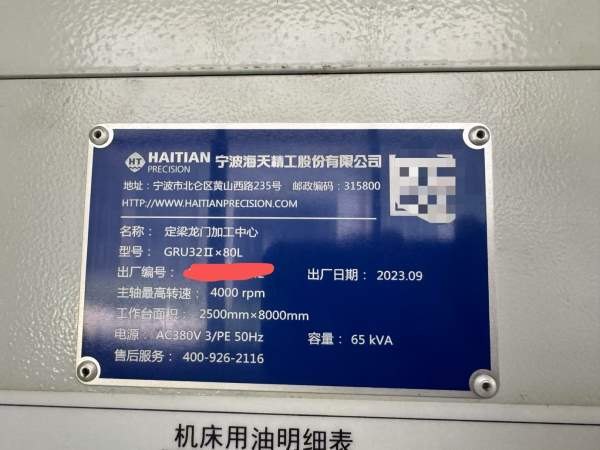 HT HAITIAN PRECISION 宁波海天精工股份有限公司
地址：宁波市北仑区黄山西路235号 邮政编码：315800
HTTP://WWW.HAITIANPRECISION.COM
名称： 定梁龙门加工中心
型号： GRU32Ⅱ×80L
出厂编号： 出厂日期： 2023.09
主轴最高转速： 4000 rpm
工作台面积： 2500mm×8000mm
电源： AC380V 3/PE 50Hz 容量： 65 kVA
售后服务： 400-926-2116
机床用油明细表